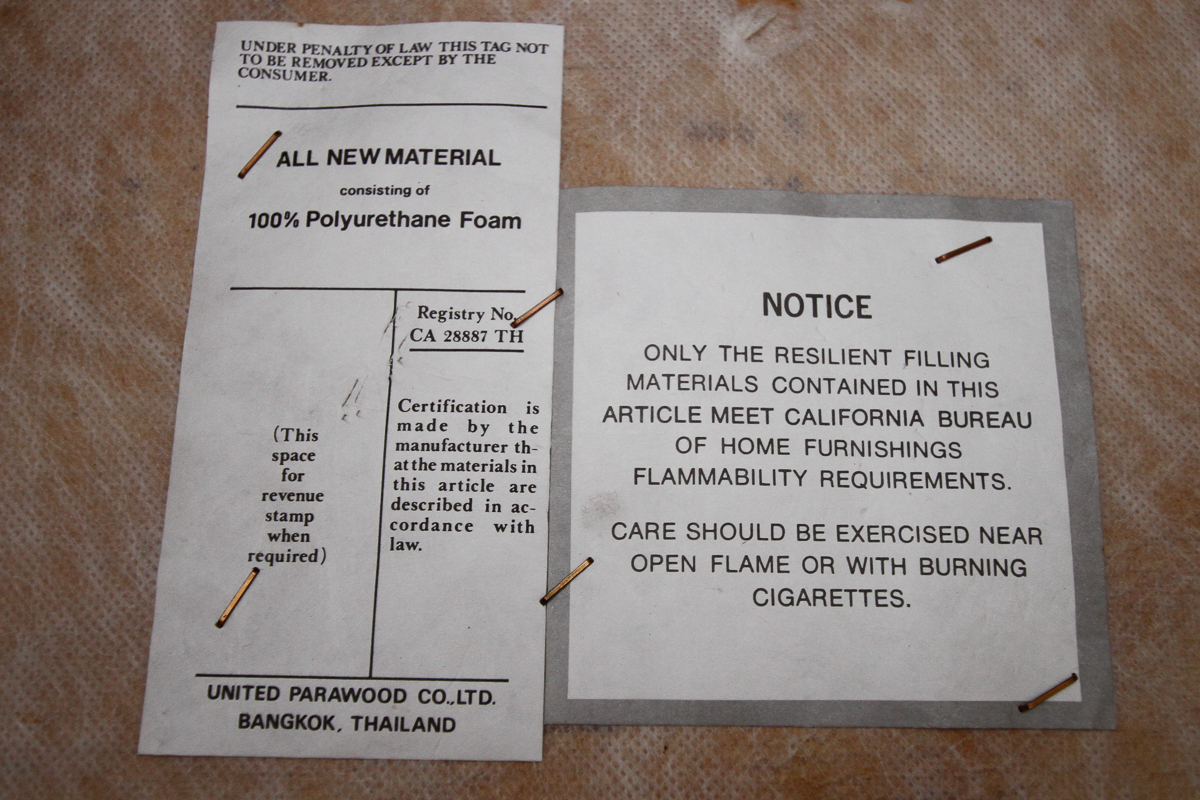 UNDER PENALTY OF LAW THIS TAG NOT
TO BE REMOVED EXCEPT BY THE
CONSUMER.
ALL NEW MATERIAL
consisting of
100% Polyurethane Foam
(This
space
for
revenue
stamp
when
required)
Registry No.
CA 28887 TH
Certification is
made by the
manufacturer th-
at the materials in
this article are
described in ac-
cordance with
law.
UNITED PARAWOOD CO.,LTD.
BANGKOK, THAILAND
NOTICE
ONLY THE RESILIENT FILLING
MATERIALS CONTAINED IN THIS
ARTICLE MEET CALIFORNIA BUREAU
OF HOME FURNISHINGS
FLAMMABILITY REQUIREMENTS.
CARE SHOULD BE EXERCISED NEAR
OPEN FLAME OR WITH BURNING
CIGARETTES.